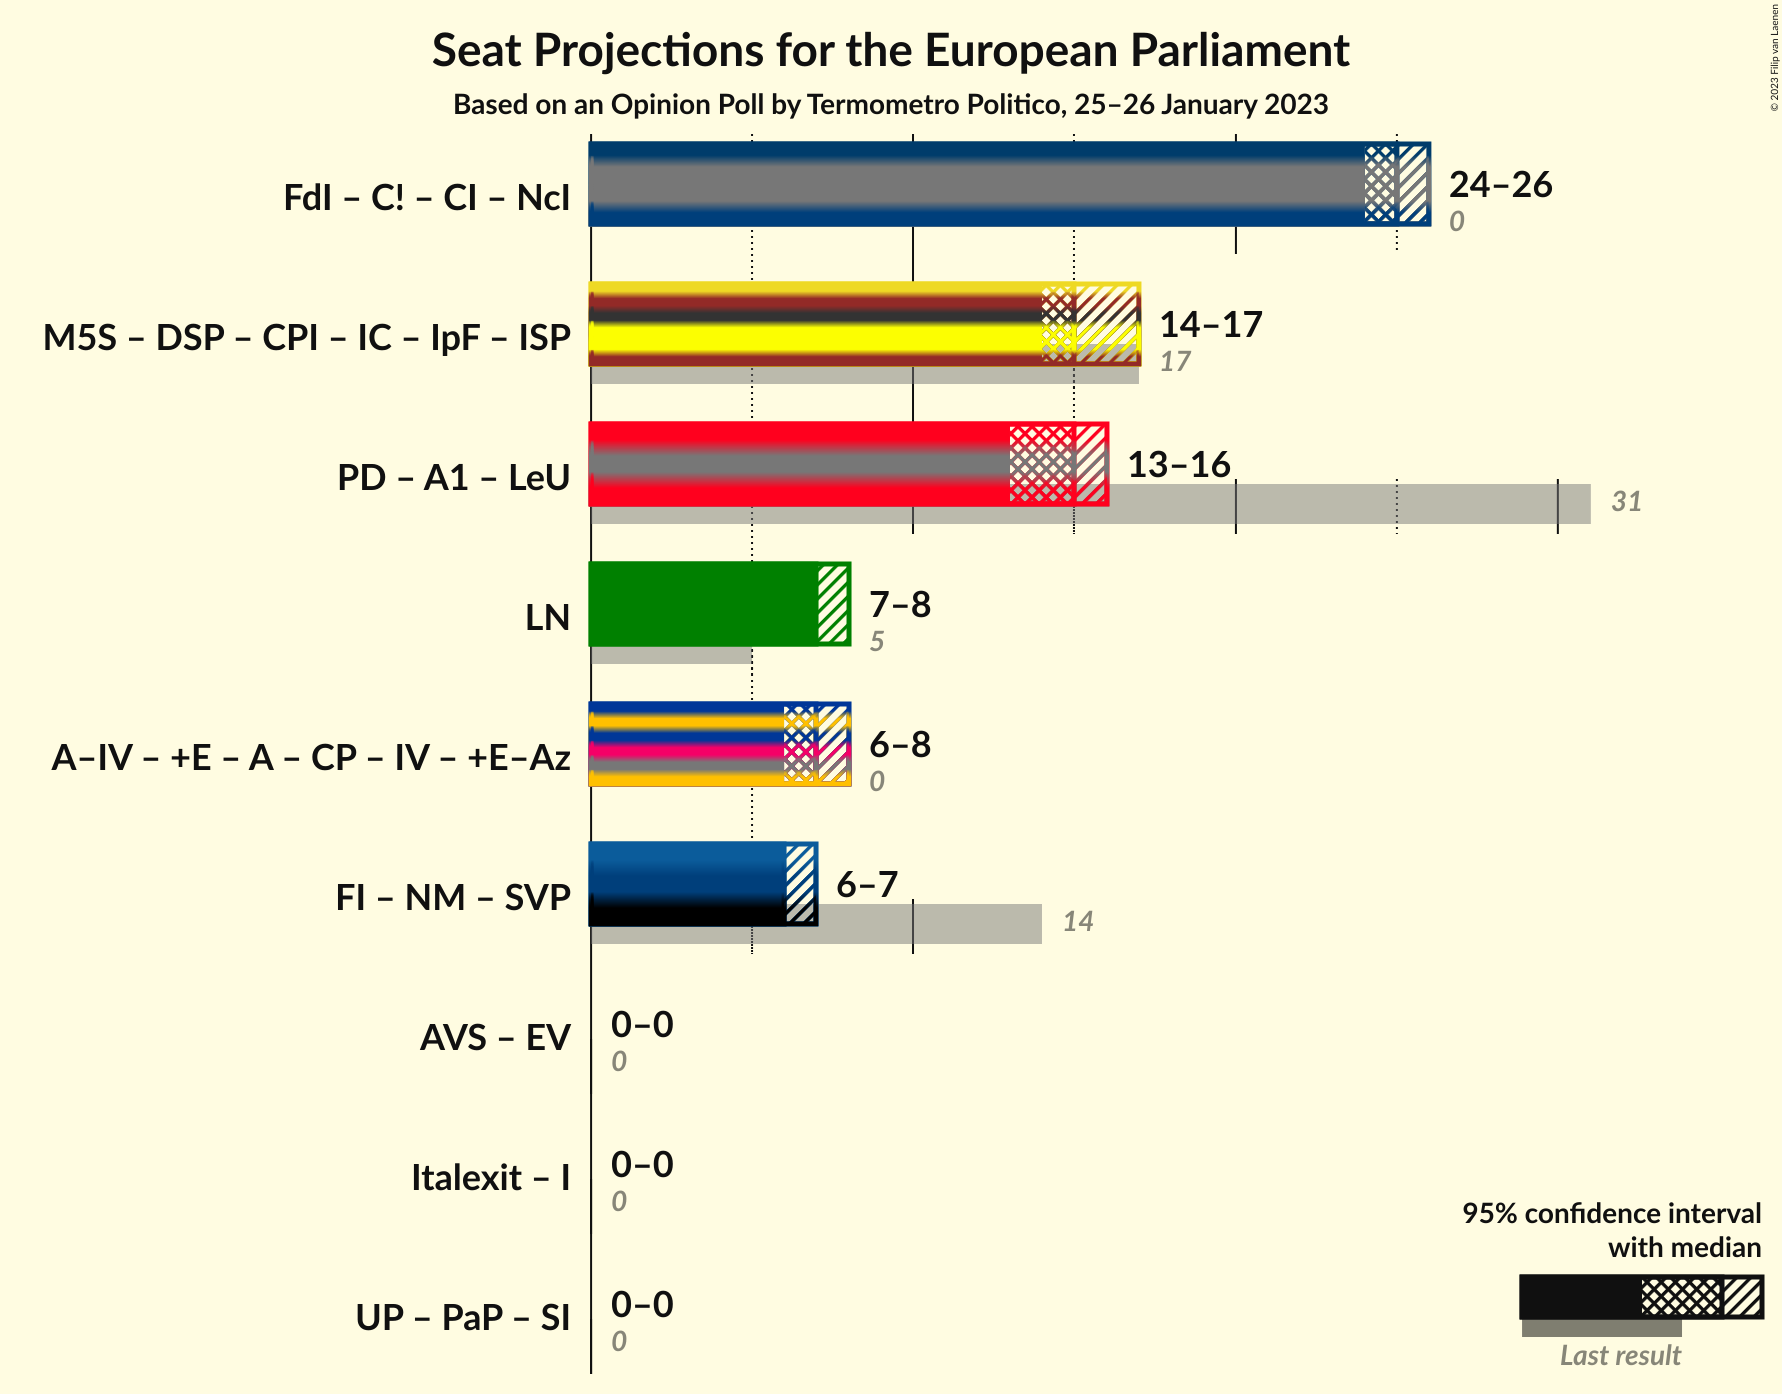 Seat Projections for the European Parliament
Based on an Opinion Poll by Termometro Politico, 25–26 January 2023
© 2023 Filip van Laenen
FdI – C! – CI – NcI
24–26
0
M5S – DSP – CPI – IC – IpF – ISP
14–17
17
PD – A1 – LeU
13–16
31
LN
7–8
5
A–IV – +E – A – CP – IV – +E–Az
6–8
0
FI – NM – SVP
6–7
14
AVS – EV
0–0
0
Italexit – I
0–0
0
UP – PaP – SI
0–0
0
95% confidence interval
with median
Last result